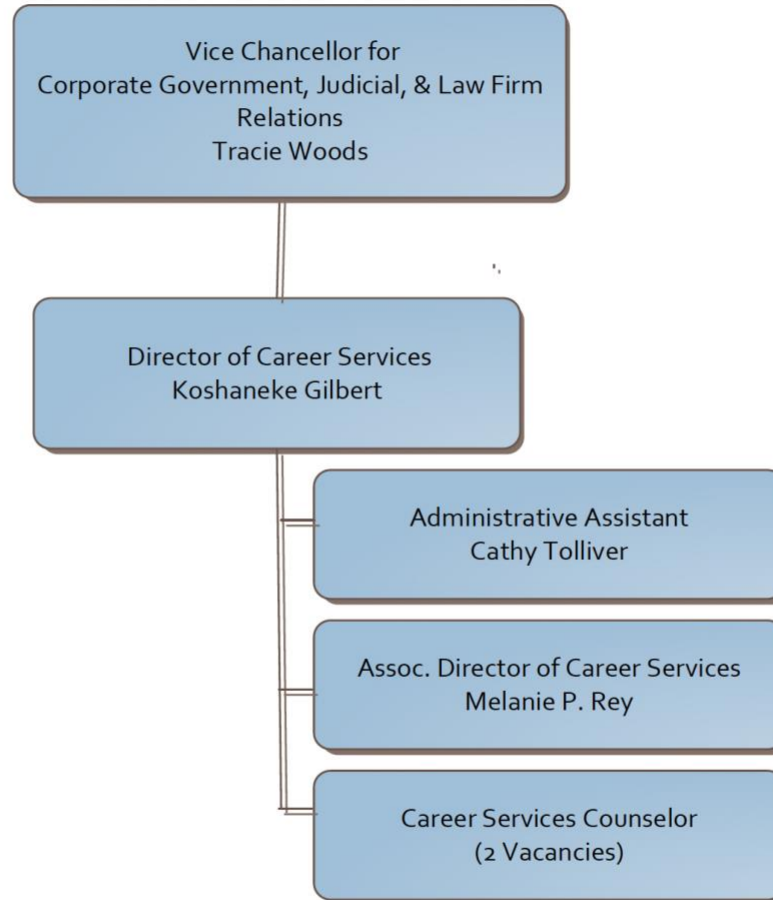 Vice Chancellor for
Corporate Government, Judicial, & Law Firm
Relations
Tracie Woods
Director of Career Services
Koshaneke Gilbert
Administrative Assistant
Cathy Tolliver
Assoc. Director of Career Services
Melanie P. Rey
Career Services Counselor
(2 Vacancies)